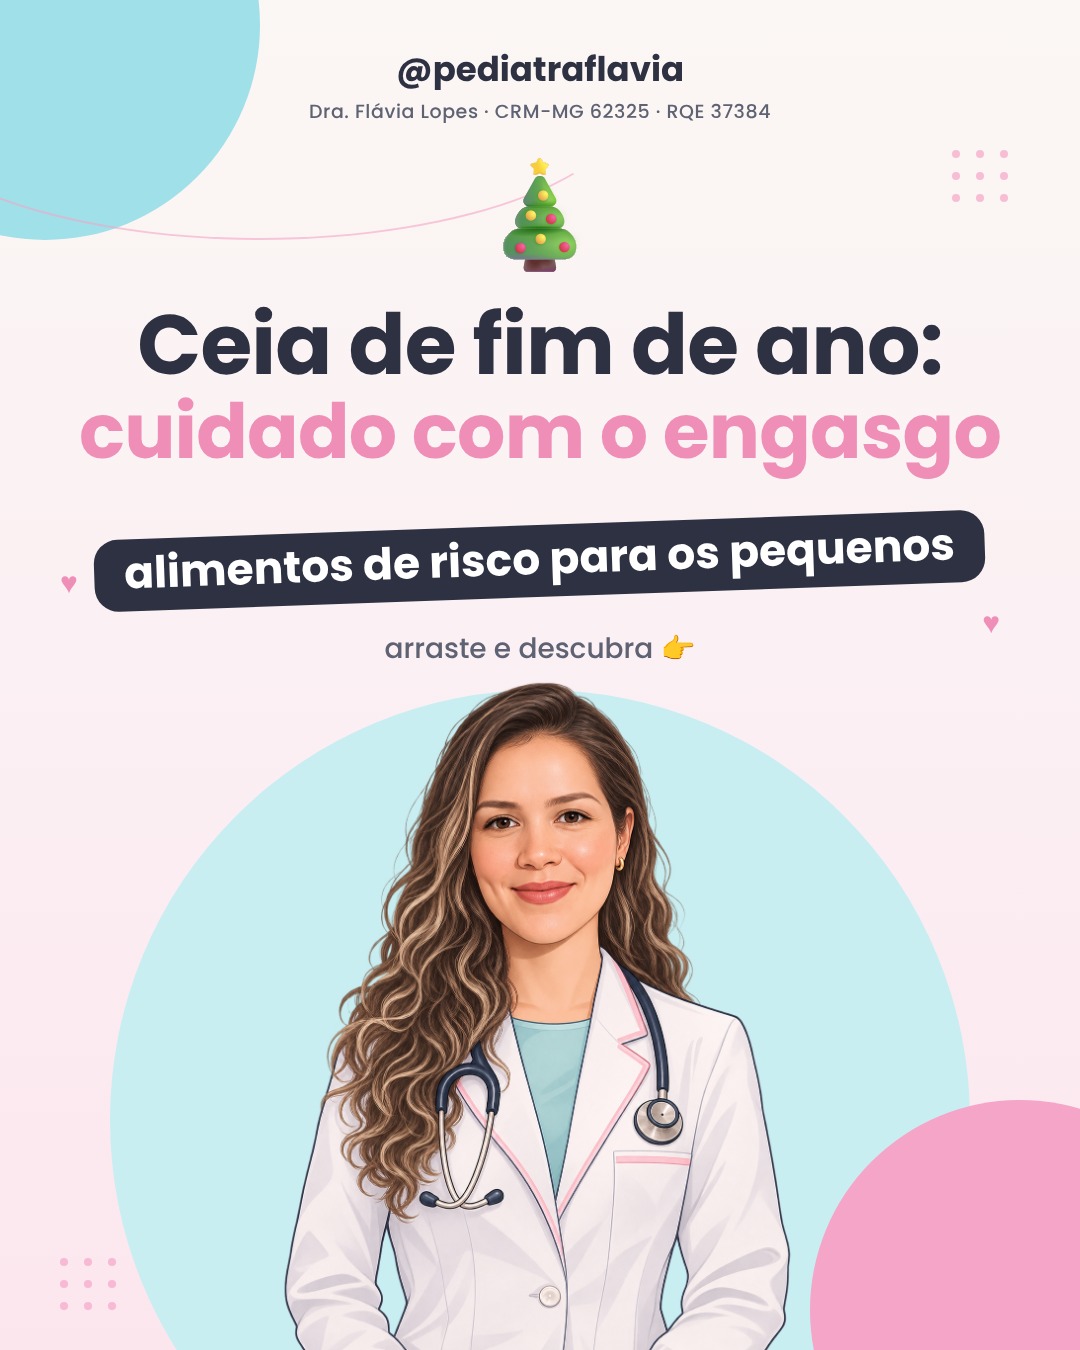 @pediatraflavia
Dra. Flávia Lopes · CRM-MG 62325 · RQE 37384
Ceia de fim de ano:
cuidado com o engasgo
alimentos de risco para os pequenos
arraste e descubra 👉